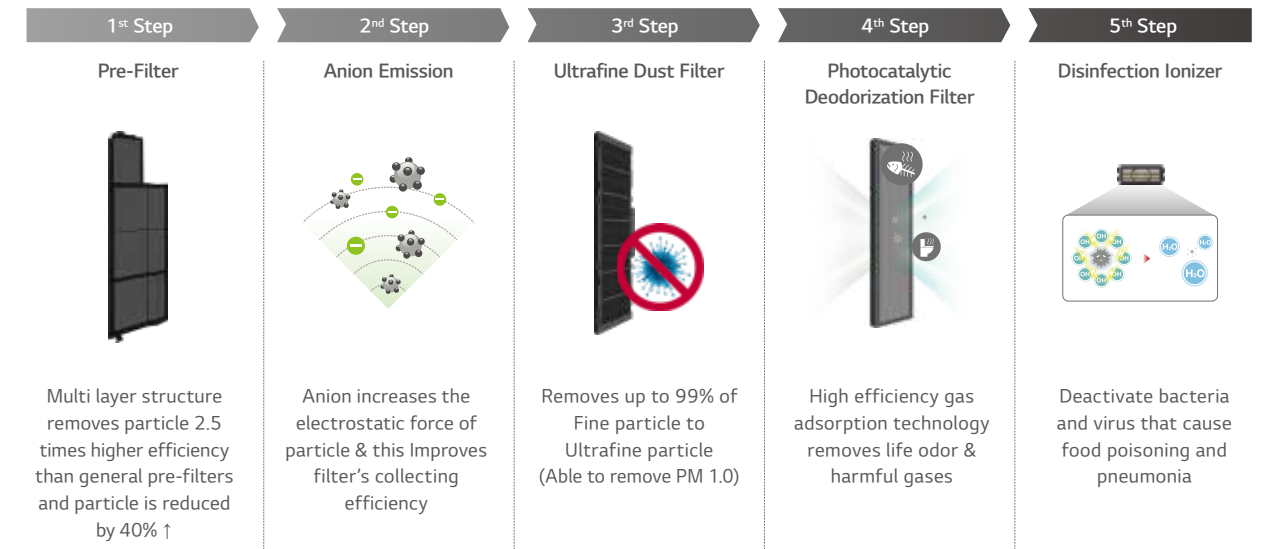 1st Step
Pre-Filter
Multi layer structure
removes particle 2.5
times higher efficiency
than general pre-filters
and particle is reduced
by 40% ↑
2nd Step
Anion Emission
Anion increases the
electrostatic force of
particle & this Improves
filter's collecting
efficiency
3rd Step
Ultrafine Dust Filter
Removes up to 99% of
Fine particle to
Ultrafine particle
(Able to remove PM 1.0)
4th Step
Photocatalytic
Deodorization Filter
High efficiency gas
adsorption technology
removes life odor &
harmful gases
5th Step
Disinfection Ionizer
OH
OH
OH
OH
OH
OH
OH
OH
H₂O
H₂O
H₂O
Deactivate bacteria
and virus that cause
food poisoning and
pneumonia